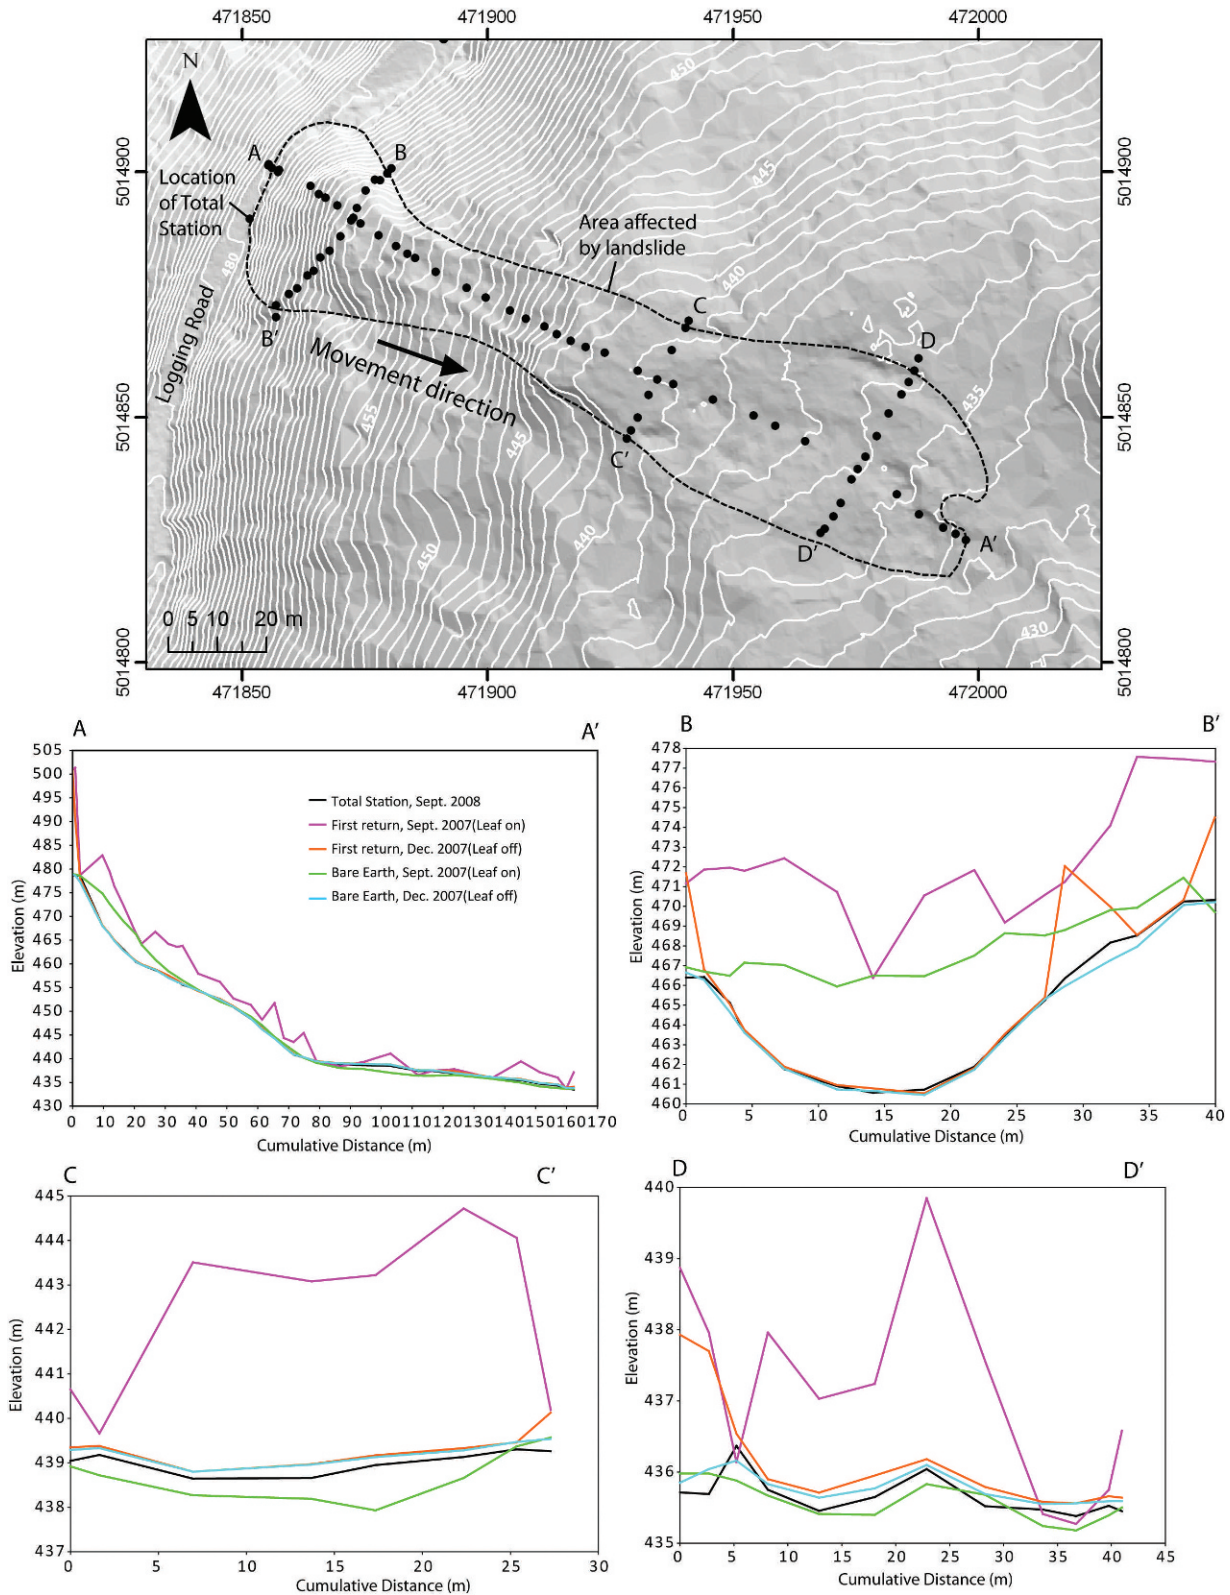 471850 471900 471950 472000
N
450
A
B
5014900
5014900
445
Location
of Total
Station
Area affected
by landslide
480
440
C
D
B'
Logging Road
Movement direction
435
5014850
5014850
455
445
C'
440
D'
A'
450
0 5 10 20 m
430
5014800
5014800
471850 471900 471950 472000
A A'
505
500
495
490
485
480
475
470
465
460
455
450
445
440
435
430
Elevation (m)
Total Station, Sept. 2008
First return, Sept. 2007(Leaf on)
First return, Dec. 2007(Leaf off)
Bare Earth, Sept. 2007(Leaf on)
Bare Earth, Dec. 2007(Leaf off)
0 10 20 30 40 50 60 70 80 90 100 110 120 130 140 150 160 170
Cumulative Distance (m)
B B'
478
477
476
475
474
473
472
471
470
469
468
467
466
465
464
463
462
461
460
Elevation (m)
0 5 10 15 20 25 30 35 40
Cumulative Distance (m)
C C'
445
444
443
442
441
440
439
438
437
Elevation (m)
0 5 10 15 20 25 30
Cumulative Distance (m)
D D'
440
439
438
437
436
435
Elevation (m)
0 5 10 15 20 25 30 35 40 45
Cumulative Distance (m)